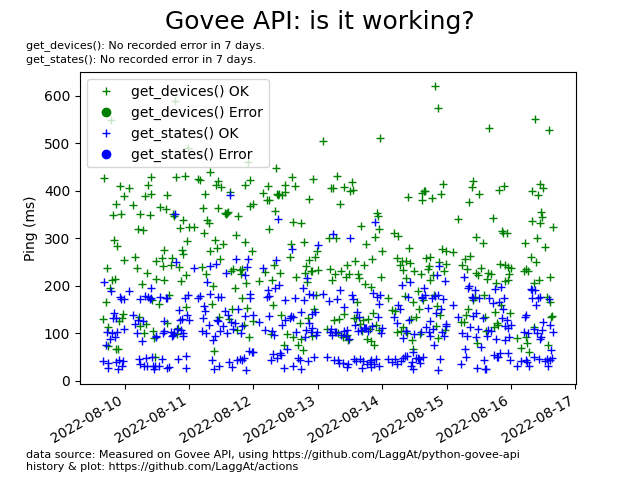 Govee API: is it working?
get_devices(): No recorded error in 7 days.
get_states(): No recorded error in 7 days.
get_devices() OK
get_devices() Error
get_states() OK
get_states() Error
Ping (ms)
600
500
400
300
200
100
0
2022-08-10
2022-08-11
2022-08-12
2022-08-13
2022-08-14
2022-08-15
2022-08-16
2022-08-17
data source: Measured on Govee API, using https://github.com/LaggAt/python-govee-api
history & plot: https://github.com/LaggAt/actions